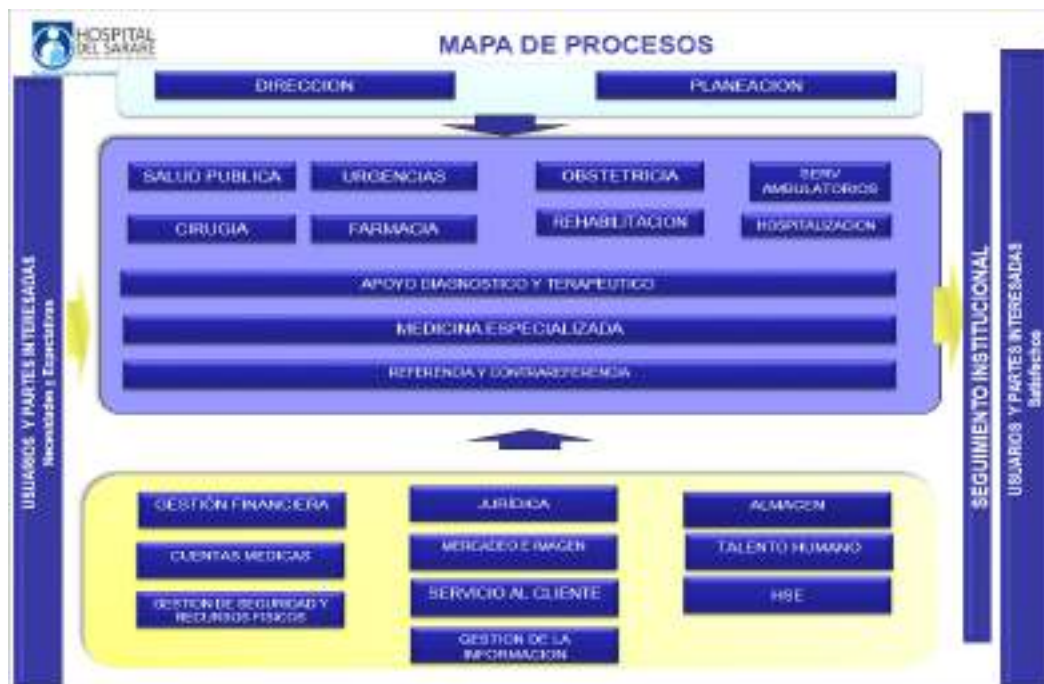 HOSPITAL
DEL SARARE
MAPA DE PROCESOS
DIRECCION
PLANEACION
SALUD PUBLICA
URGENCIAS
OBSTETRICIA
SERV
AMBULATORIOS
CIRUGIA
FARMACIA
REHABILITACION
HOSPITALIZACION
APOYO DIAGNOSTICO Y TERAPEUTICO
MEDICINA ESPECIALIZADA
REFERENCIA Y CONTRAREFERENCIA
GESTIÓN FINANCIERA
JURÍDICA
ALMACEN
CUENTAS MEDICAS
MERCADEO E IMAGEN
TALENTO HUMANO
GESTION DE SEGURIDAD Y
RECURSOS FISICOS
SERVICIO AL CLIENTE
HSE
GESTION DE LA
INFORMACION
USUARIOS Y PARTES INTERESADAS
Necesidades y Expectativas
SEGUIMIENTO INSTITUCIONAL
USUARIOS Y PARTES INTERESADAS
Satisfechos